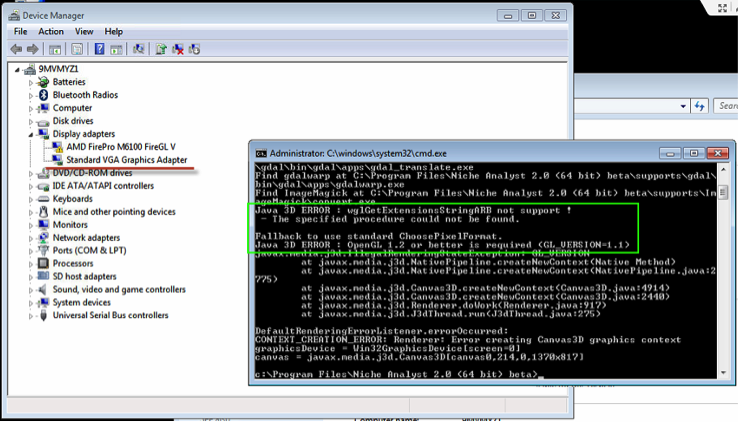 Device Manager
File Action View Help
9MVMYZ1
Batteries
Bluetooth Radios
Computer
Disk drives
Display adapters
AMD FirePro M6100 FireGL V
Standard VGA Graphics Adapter
DVD/CD-ROM drives
IDE ATA/ATAPI controllers
Keyboards
Mice and other pointing devices
Monitors
Network adapters
Ports (COM & LPT)
Processors
SD host adapters
Sound, video and game controllers
System devices
Universal Serial Bus controllers
Sear
Administrator: C:\windows\system32\cmd.exe
\gdal\bin\gdal\apps\gdal_translate.exe
Find gdalwarp at C:\Program Files\Niche Analyst 2.0 (64 bit) beta\supports\gdal\
bin\gdal\apps\gdalwarp.exe
Find ImageMagick at C:\Program Files\Niche Analyst 2.0 (64 bit) beta\supports\Im
ageMagick\convert.exe
Java 3D ERROR : wglGetExtensionsStringARB not support !
- The specified procedure could not be found.
Fallback to use standard ChoosePixelFormat.
Java 3D ERROR : OpenGL 1.2 or better is required (GL_VERSION=1.1)
javax.media.j3d.IllegalRenderingStateException: GL_VERSION
at javax.media.j3d.NativePipeline.createNewContext(Native Method)
at javax.media.j3d.NativePipeline.createNewContext(NativePipeline.java:2
775)
at javax.media.j3d.Canvas3D.createNewContext(Canvas3D.java:4914)
at javax.media.j3d.Canvas3D.createNewContext(Canvas3D.java:2440)
at javax.media.j3d.Renderer.doWork(Renderer.java:917)
at javax.media.j3d.J3dThread.run(J3dThread.java:275)
DefaultRenderingErrorListener.errorOccurred:
CONTEXT_CREATION_ERROR: Renderer: Error creating Canvas3D graphics context
graphicsDevice = Win32GraphicsDevice[screen=0]
canvas = javax.media.j3d.Canvas3D[canvas0,214,0,1370x817]
c:\Program Files\Niche Analyst 2.0 (64 bit) beta>_
Computer name:
9MVMYZ1